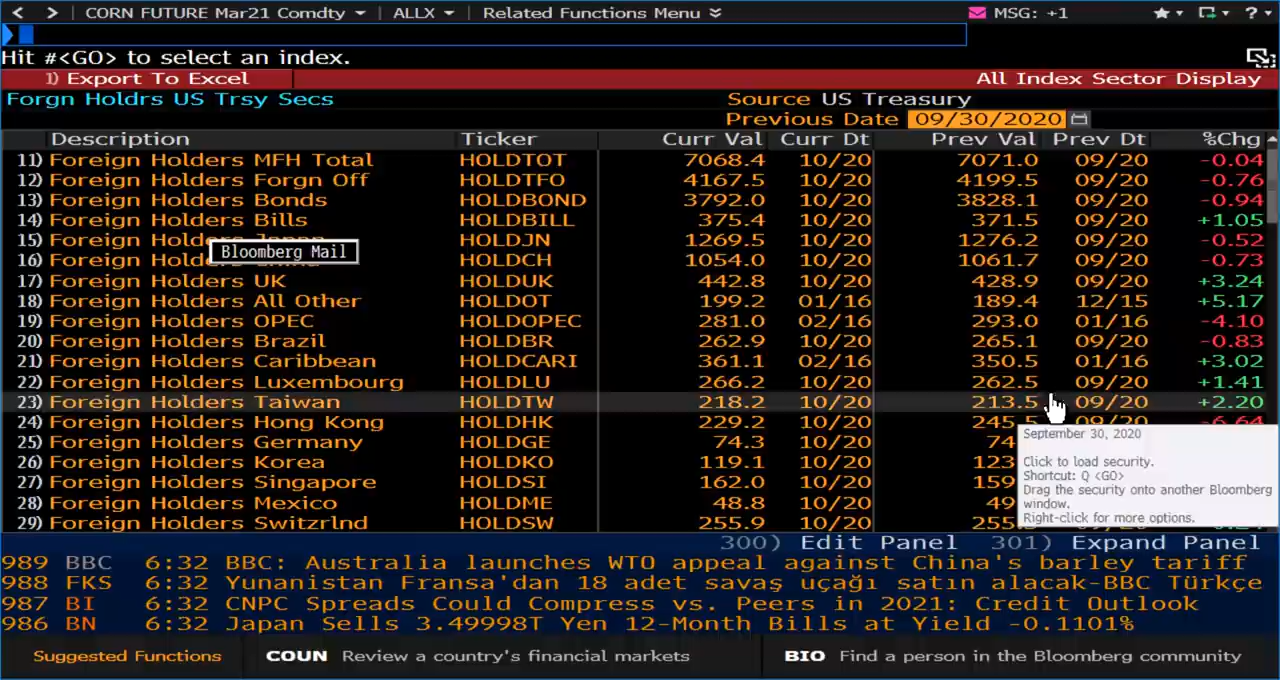 CORN FUTURE Mar21 Comdty ALLX Related Functions Menu MSG: +1 ?
Hit #<GO> to select an index.
1) Export To Excel All Index Sector Display
Forgn Holdrs US Trsy Secs Source US Treasury
Previous Date 09/30/2020
Description Ticker Curr Val Curr Dt Prev Val Prev Dt %Chg
11) Foreign Holders MFH Total HOLDTOT 7068.4 10/20 7071.0 09/20 -0.04
12) Foreign Holders Forgn Off HOLDTFO 4167.5 10/20 4199.5 09/20 -0.76
13) Foreign Holders Bonds HOLDBOND 3792.0 10/20 3828.1 09/20 -0.94
14) Foreign Holders Bills HOLDBILL 375.4 10/20 371.5 09/20 +1.05
15) Foreign Holders Japan HOLDJN 1269.5 10/20 1276.2 09/20 -0.52
Bloomberg Mail
16) Foreign Holders China HOLDCH 1054.0 10/20 1061.7 09/20 -0.73
17) Foreign Holders UK HOLDUK 442.8 10/20 428.9 09/20 +3.24
18) Foreign Holders All Other HOLDOT 199.2 01/16 189.4 12/15 +5.17
19) Foreign Holders OPEC HOLDOPEC 281.0 02/16 293.0 01/16 -4.10
20) Foreign Holders Brazil HOLDBR 262.9 10/20 265.1 09/20 -0.83
21) Foreign Holders Caribbean HOLDCARI 361.1 02/16 350.5 01/16 +3.02
22) Foreign Holders Luxembourg HOLDLU 266.2 10/20 262.5 09/20 +1.41
23) Foreign Holders Taiwan HOLDTW 218.2 10/20 213.5 09/20 +2.20
24) Foreign Holders Hong Kong HOLDHK 229.2 10/20 245.5 09/20 -6.64
25) Foreign Holders Germany HOLDGE 74.3 10/20 74
26) Foreign Holders Korea HOLDKO 119.1 10/20 123
27) Foreign Holders Singapore HOLDSI 162.0 10/20 159
28) Foreign Holders Mexico HOLDME 48.8 10/20 49
29) Foreign Holders Switzrlnd HOLDSW 255.9 10/20 255
September 30, 2020
Click to load security.
Shortcut: Q <GO>
Drag the security onto another Bloomberg
window.
Right-click for more options.
300) Edit Panel 301) Expand Panel
989 BBC 6:32 BBC: Australia launches WTO appeal against China's barley tariff
988 FKS 6:32 Yunanistan Fransa'dan 18 adet savaş uçağı satın alacak-BBC Türkçe
987 BI 6:32 CNPC Spreads Could Compress vs. Peers in 2021: Credit Outlook
986 BN 6:32 Japan Sells 3.49998T Yen 12-Month Bills at Yield -0.1101%
Suggested Functions COUN Review a country's financial markets BIO Find a person in the Bloomberg community